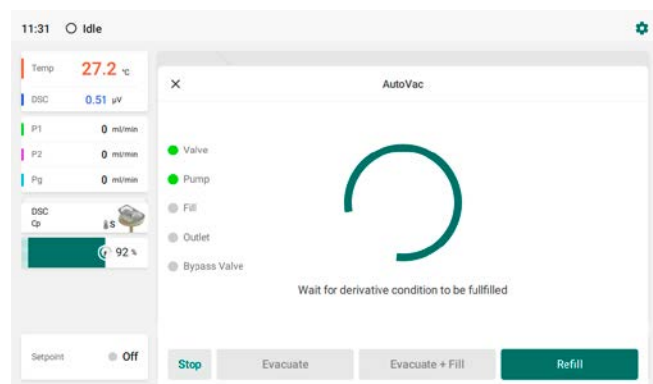 11:31 Idle
Temp 27.2 °C
DSC 0.51 µV
P1 0 ml/min
P2 0 ml/min
Pg 0 ml/min
DSC
Cp S
92 %
Setpoint Off
AutoVac
Valve
Pump
Fill
Outlet
Bypass Valve
Wait for derivative condition to be fullfilled
Stop Evacuate Evacuate + Fill Refill